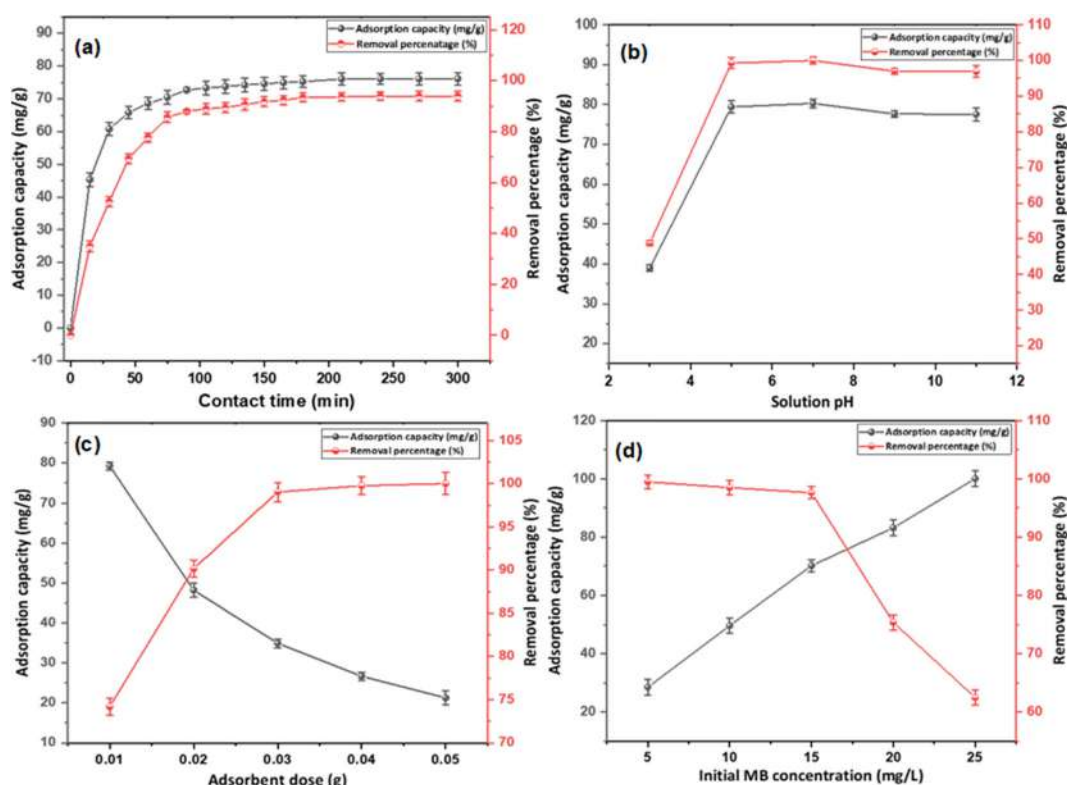 (a)
Adsorption capacity (mg/g)
Removal percenatage (%)
90
80
70
60
50
40
30
20
10
0
-10
Adsorption capacity (mg/g)
120
100
80
60
40
20
0
Removal percentage (%)
0 50 100 150 200 250 300
Contact time (min)
(b)
Adsorption capacity (mg/g)
Removal percentage (%)
100
90
80
70
60
50
40
30
20
Adsorption capacity (mg/g)
110
100
90
80
70
60
50
40
30
20
Removal percentage (%)
2 4 6 8 10 12
Solution pH
(c)
Adsorption capacity (mg/g)
Removal percentage (%)
90
80
70
60
50
40
30
20
10
Adsorption capacity (mg/g)
105
100
95
90
85
80
75
70
Removal percentage (%)
0.01 0.02 0.03 0.04 0.05
Adsorbent dose (g)
(d)
Adsorption capacity (mg/g)
Removal percentage (%)
120
100
80
60
40
20
Adsorption capacity (mg/g)
110
100
90
80
70
60
Removal percentage (%)
5 10 15 20 25
Initial MB concentration (mg/L)